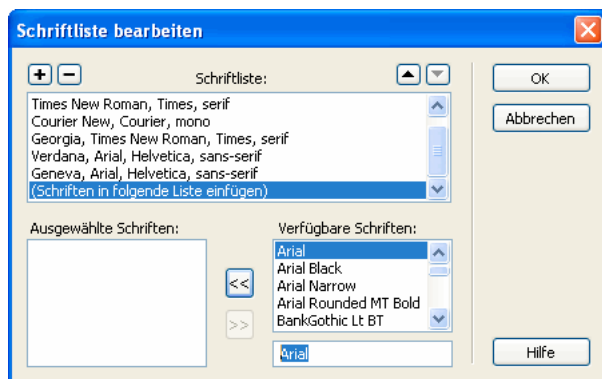 Schriftliste bearbeiten
Schriftliste:
OK
Times New Roman, Times, serif
Courier New, Courier, mono
Georgia, Times New Roman, Times, serif
Verdana, Arial, Helvetica, sans-serif
Geneva, Arial, Helvetica, sans-serif
(Schriften in folgende Liste einfügen)
Abbrechen
Ausgewählte Schriften:
Verfügbare Schriften:
Arial
Arial Black
Arial Narrow
Arial Rounded MT Bold
BankGothic Lt BT
<<
>>
Arial
Hilfe